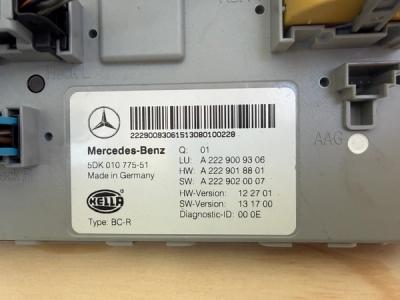 22290093061513080100228
Mercedes-Benz
5DK 010 775-51
Made in Germany
HELLA
Type: BC-R
Q: 01
LU: A 222 900 93 06
HW: A 222 901 88 01
SW: A 222 902 00 07
HW-Version: 12 27 01
SW-Version: 13 17 00
Diagnostic-ID: 00 0E
AAG